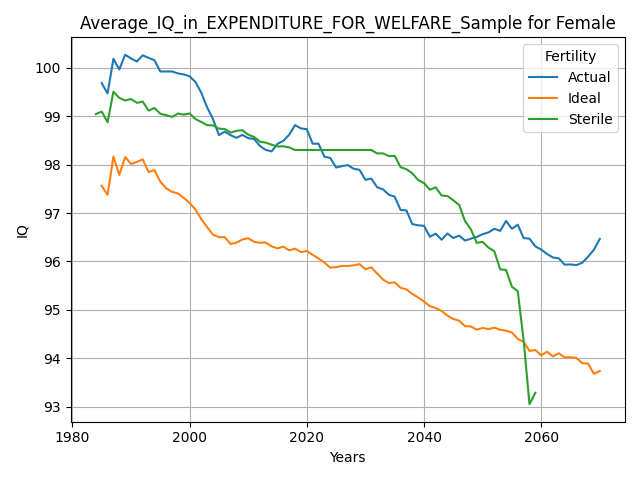 Average_IQ_in_EXPENDITURE_FOR_WELFARE_Sample for Female
Fertility
Actual
Ideal
Sterile
IQ
100
99
98
97
96
95
94
93
1980
2000
2020
2040
2060
Years